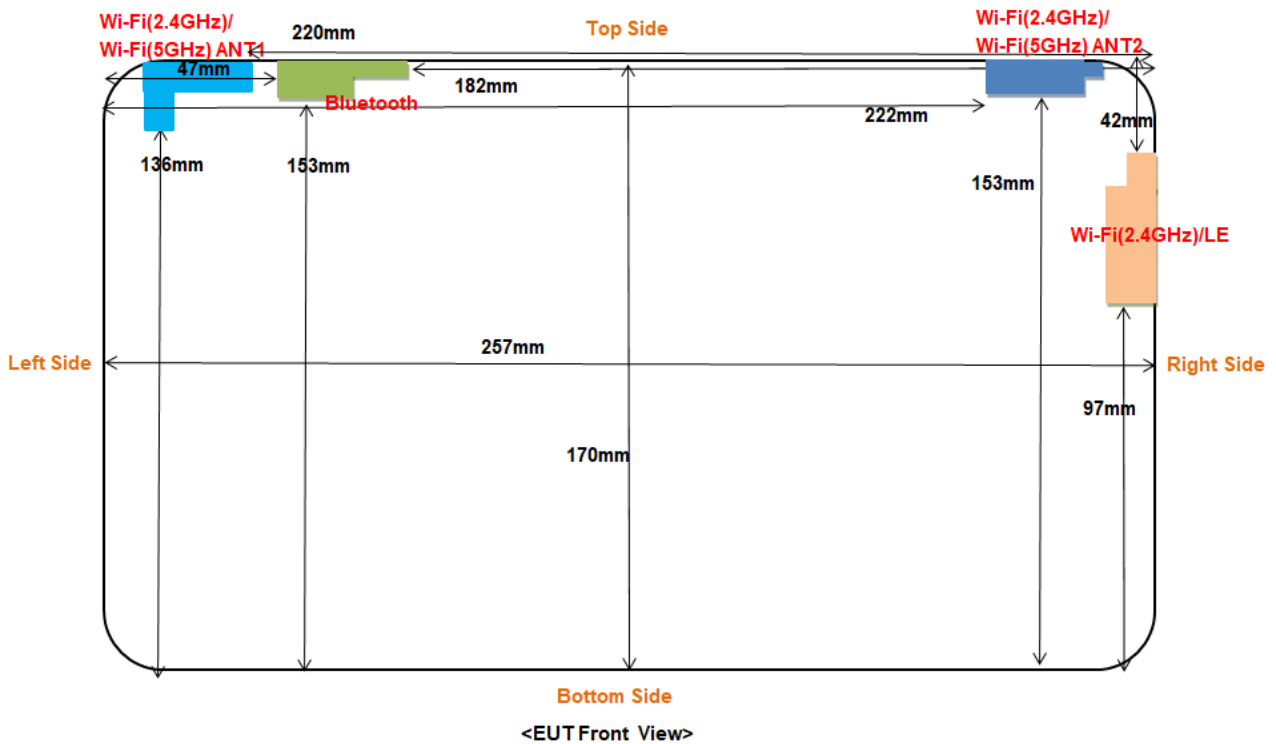 Wi-Fi(2.4GHz)/
Wi-Fi(5GHz) ANT1
220mm
Top Side
Wi-Fi(2.4GHz)/
Wi-Fi(5GHz) ANT2
47mm
182mm
Bluetooth
222mm
42mm
136mm
153mm
153mm
Wi-Fi(2.4GHz)/LE
257mm
Left Side
Right Side
97mm
170mm
Bottom Side
<EUT Front View>